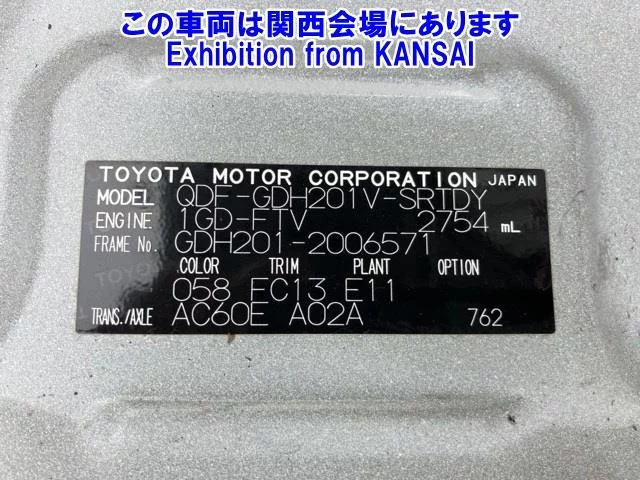 この車両は関西会場にあります
Exhibition from KANSAI
TOYOTA MOTOR CORPORATION JAPAN
MODEL QDF-GDH201V-SRTDY
ENGINE 1GD-FTV 2754 mL
FRAME No. GDH201-2006571
COLOR TRIM PLANT OPTION
058 FC13 E11
TRANS./AXLE AC60E A02A 762